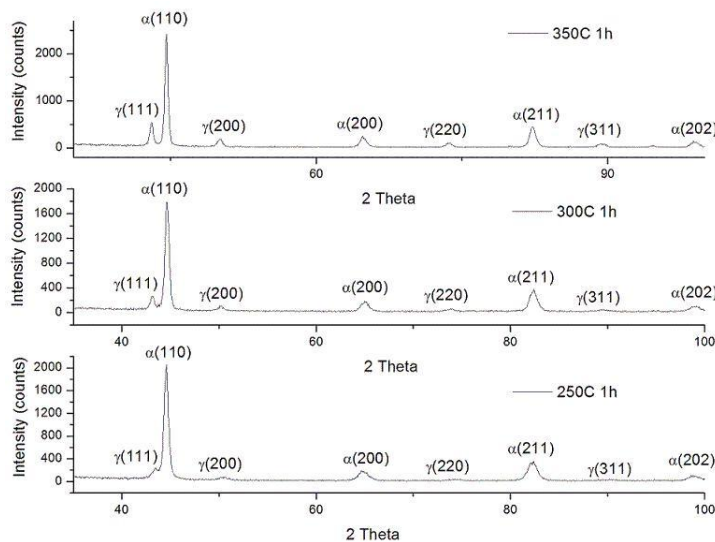 α(110)
2000
1000
0
Intensity (counts)
γ(111)
γ(200)
α(200)
γ(220)
α(211)
γ(311)
α(202)
350C 1h
60
90
2 Theta
2000
1600
1200
800
400
0
Intensity (counts)
α(110)
γ(111)
γ(200)
α(200)
γ(220)
α(211)
γ(311)
α(202)
300C 1h
40
60
80
100
2 Theta
2000
1600
1200
800
400
0
Intensity (counts)
α(110)
γ(111)
γ(200)
α(200)
γ(220)
α(211)
γ(311)
α(202)
250C 1h
40
60
80
100
2 Theta